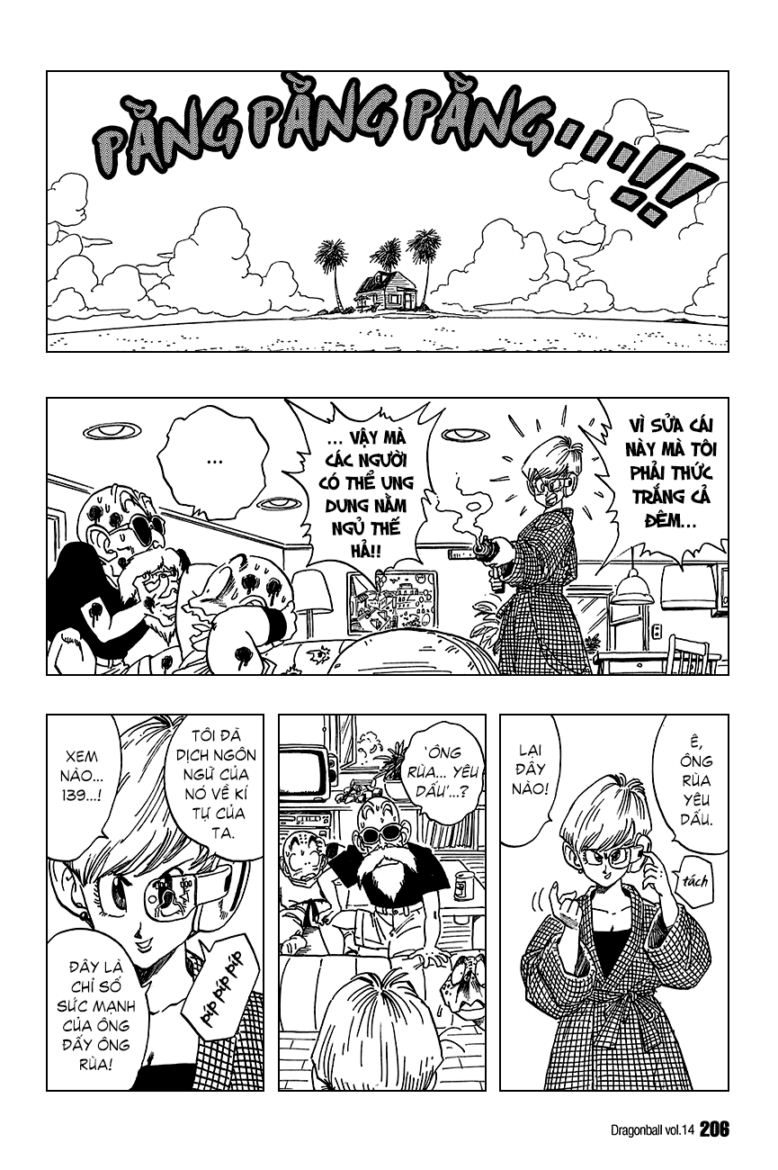 PẰNG PẰNG PẰNG...!!
VÌ SỬA CÁI
NÀY MÀ TÔI
PHẢI THỨC
TRẮNG CẢ
ĐÊM...
... VẬY MÀ
CÁC NGƯỜI
CÓ THỂ UNG
DUNG NẰM
NGỦ THẾ
HẢ!!
...
Ê,
ÔNG
RÙA
YÊU
DẤU.
LẠI
ĐÂY
NÀO!
tách
'ÔNG
RÙA... YÊU
DẤU'...?
TÔI ĐÃ
DỊCH NGÔN
NGỮ CỦA
NÓ VỀ KÍ
TỰ CỦA
TA.
XEM
NÀO...
139...!
píp píp píp
ĐÂY LÀ
CHỈ SỐ
SỨC MẠNH
CỦA ÔNG
ĐẤY ÔNG
RÙA!
Dragonball vol.14 206